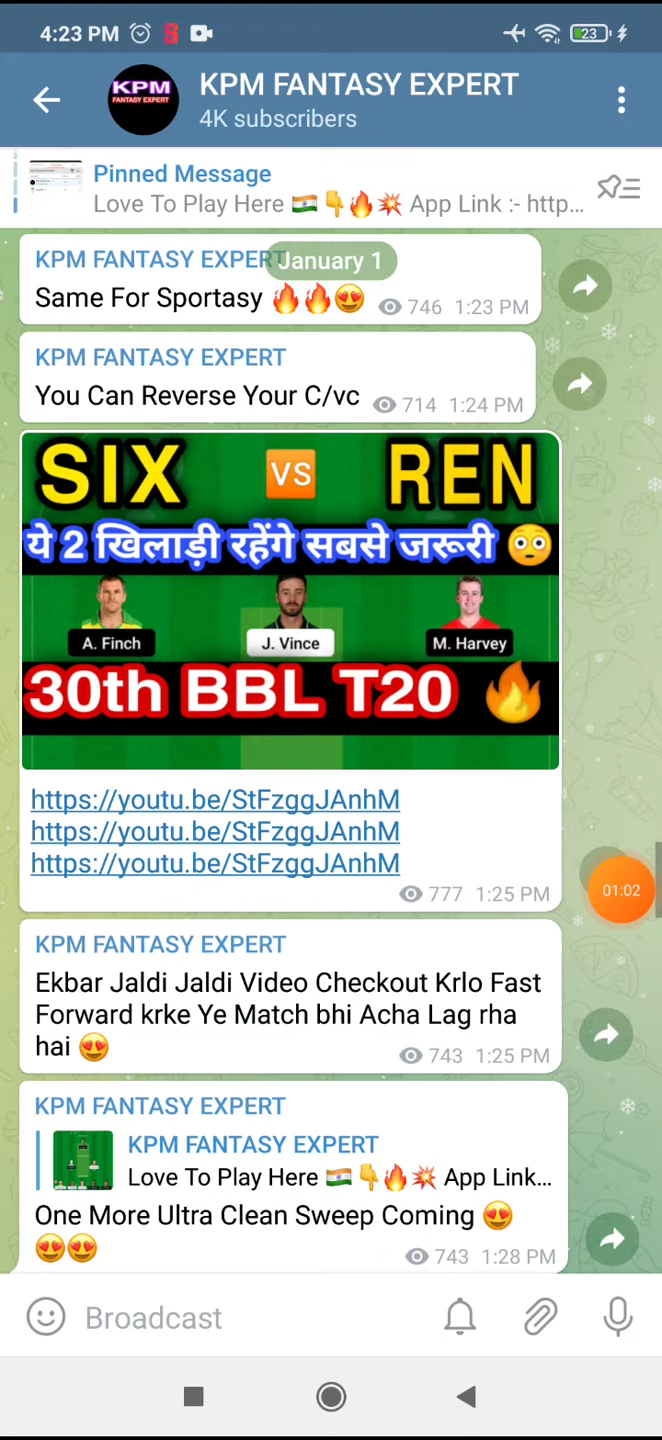 4:23 PM
23
KPM
FANTASY EXPERT
KPM FANTASY EXPERT
4K subscribers
Pinned Message
Love To Play Here 🇮🇳👇🔥💥 App Link :- http...
January 1
KPM FANTASY EXPERT
Same For Sportasy 🔥🔥😍 746 1:23 PM
KPM FANTASY EXPERT
You Can Reverse Your C/vc 714 1:24 PM
SIX VS REN
ये 2 खिलाड़ी रहेंगे सबसे जरूरी 😳
A. Finch J. Vince M. Harvey
30th BBL T20 🔥
https://youtu.be/StFzggJAnhM
https://youtu.be/StFzggJAnhM
https://youtu.be/StFzggJAnhM
777 1:25 PM
01:02
KPM FANTASY EXPERT
Ekbar Jaldi Jaldi Video Checkout Krlo Fast
Forward krke Ye Match bhi Acha Lag rha
hai 😍 743 1:25 PM
KPM FANTASY EXPERT
KPM FANTASY EXPERT
Love To Play Here 🇮🇳👇🔥💥 App Link...
One More Ultra Clean Sweep Coming 😍
😍😍 743 1:28 PM
Broadcast